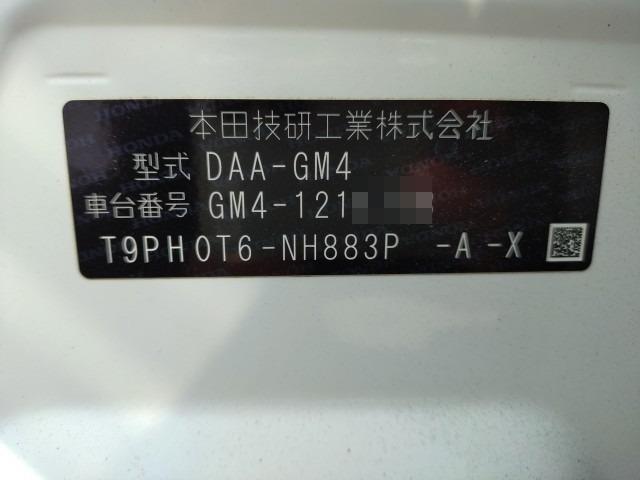 本田技研工業株式会社
型式 DAA-GM4
車台番号 GM4-121
T9PH0T6-NH883P -A -X